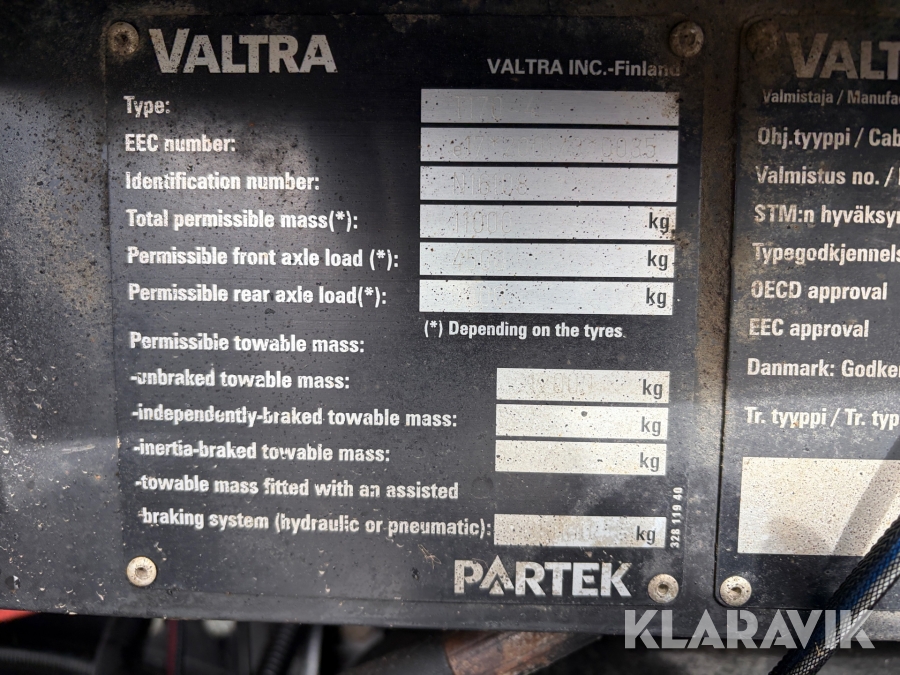 VALTRA
VALTRA INC.-Finland
Type:
EEC number:
Identification number:
Total permissible mass(*): kg
Permissible front axle load (*): kg
Permissible rear axle load(*): kg
(*) Depending on the tyres
Permissible towable mass:
-unbraked towable mass: kg
-independently-braked towable mass: kg
-inertia-braked towable mass: kg
-towable mass fitted with an assisted
braking system (hydraulic or pneumatic): kg
328 119 40
PARTEK
VALT
Valmistaja / Manufa
Ohj.tyyppi / Cab
Valmistus no. /
STM:n hyväksy
Typegodkjennels
OECD approval
EEC approval
Danmark: Godke
Tr. tyyppi / Tr. typ
KLARAVIK